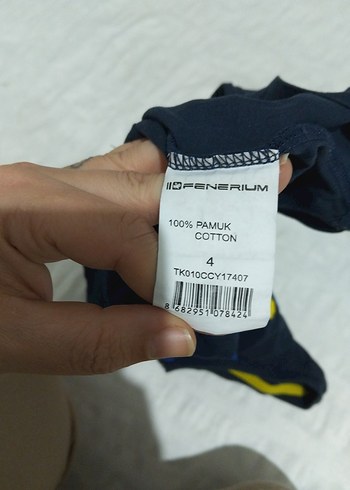 FENERIUM
100% PAMUK
COTTON
4
TK010CCY17407
8 682951 078424